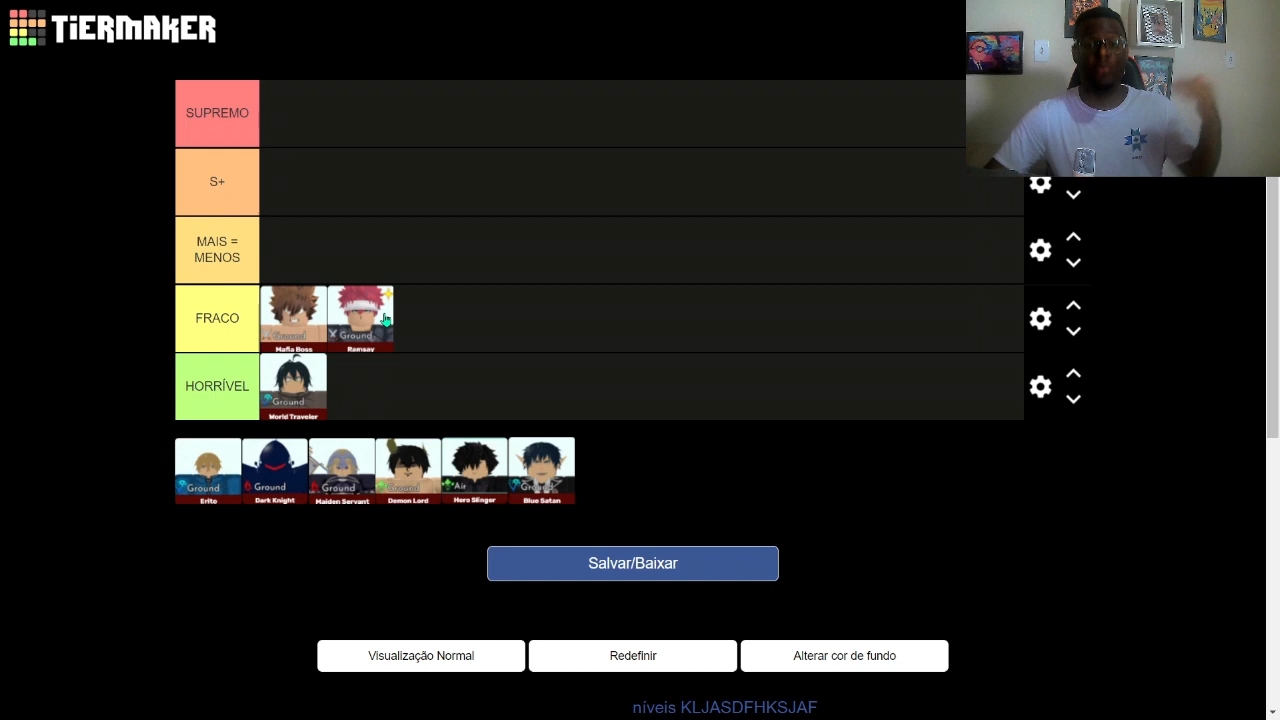 TiERMAKER
SUPREMO
S+
MAIS =
MENOS
FRACO
Ground
Mafia Boss
Ground
Ramsay
HORRÍVEL
Ground
World Traveler
Ground
Erito
Ground
Dark Knight
Ground
Maiden Servant
Ground
Demon Lord
Air
Hero Slinger
Ground
Blue Satan
Salvar/Baixar
Visualização Normal
Redefinir
Alterar cor de fundo
níveis KLJASDFHKSJAF